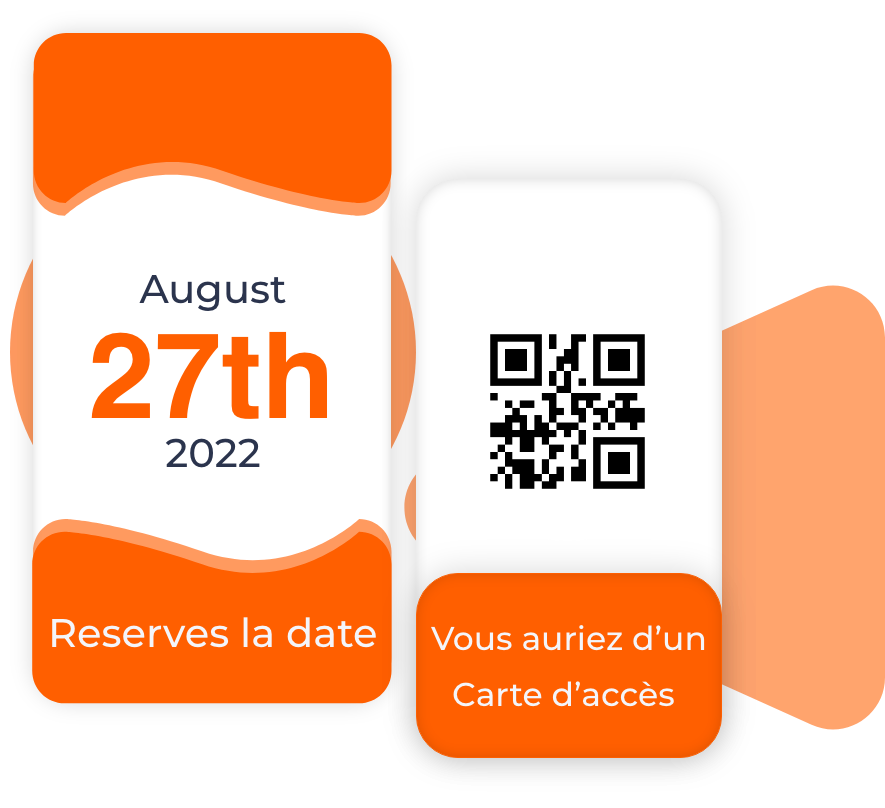 August
27th
2022
Reserves la date
Vous auriez d’un
Carte d’accès